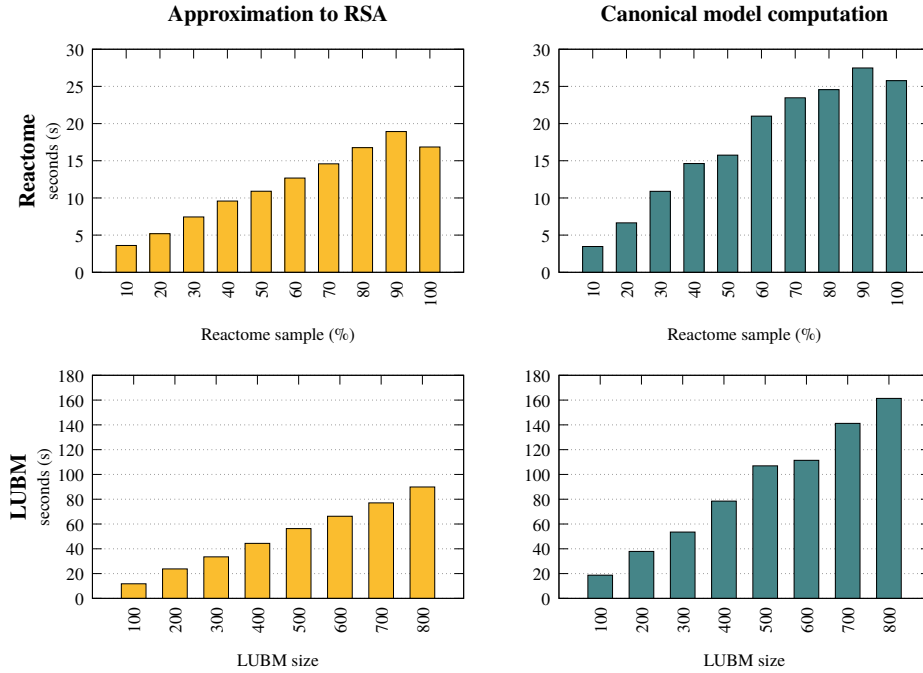 Approximation to RSA
Canonical model computation
Reactome
seconds (s)
30
25
20
15
10
5
0
10 20 30 40 50 60 70 80 90 100
Reactome sample (%)
30
25
20
15
10
5
0
10 20 30 40 50 60 70 80 90 100
Reactome sample (%)
LUBM
seconds (s)
180
160
140
120
100
80
60
40
20
0
100 200 300 400 500 600 700 800
LUBM size
180
160
140
120
100
80
60
40
20
0
100 200 300 400 500 600 700 800
LUBM size